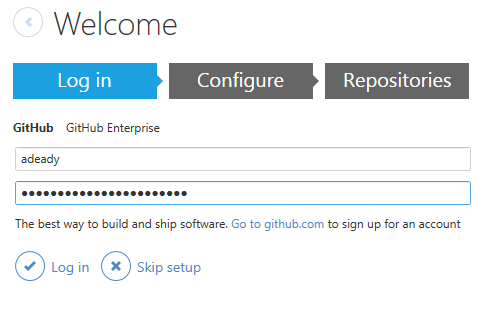 Welcome
Log in Configure Repositories
GitHub GitHub Enterprise
adeady
●●●●●●●●●●●●●●●●●●●●●●●
The best way to build and ship software. Go to github.com to sign up for an account
Log in Skip setup